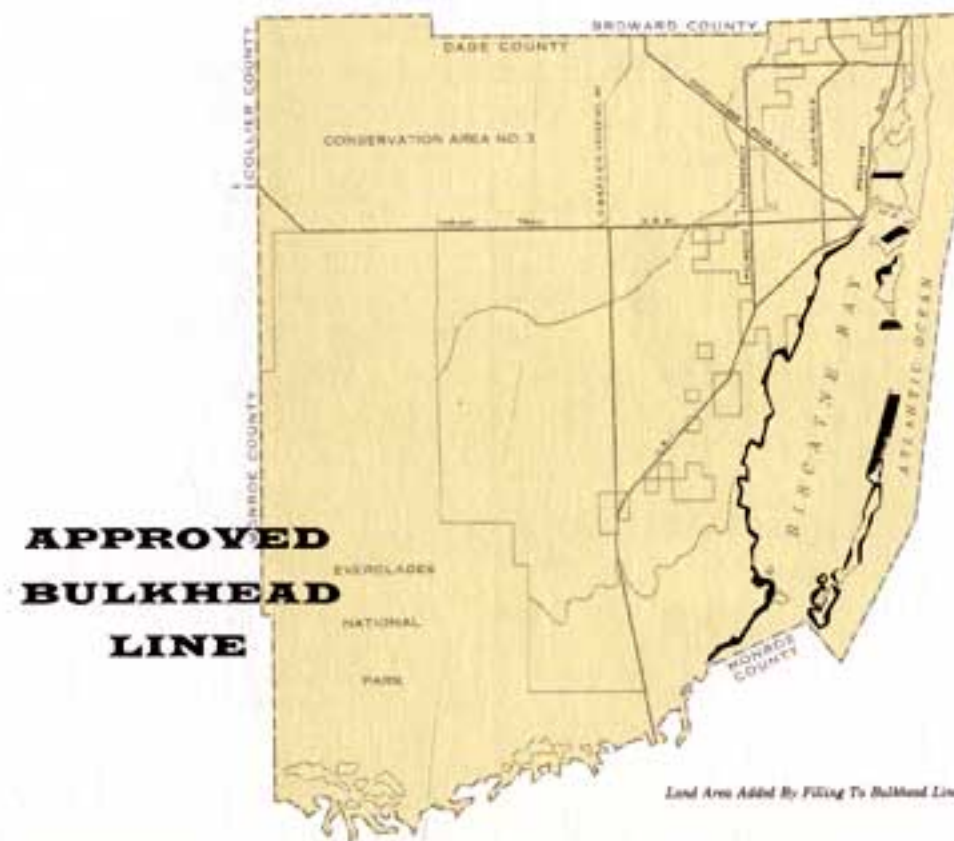 BROWARD COUNTY
DADE COUNTY
COLLIER COUNTY
CONSERVATION AREA NO. 3
BISCAYNE BAY
ATLANTIC OCEAN
MONROE COUNTY
APPROVED
BULKHEAD
LINE
EVERGLADES
NATIONAL
PARK
MONROE
COUNTY
Land Area Added By Filling To Bulkhead Line